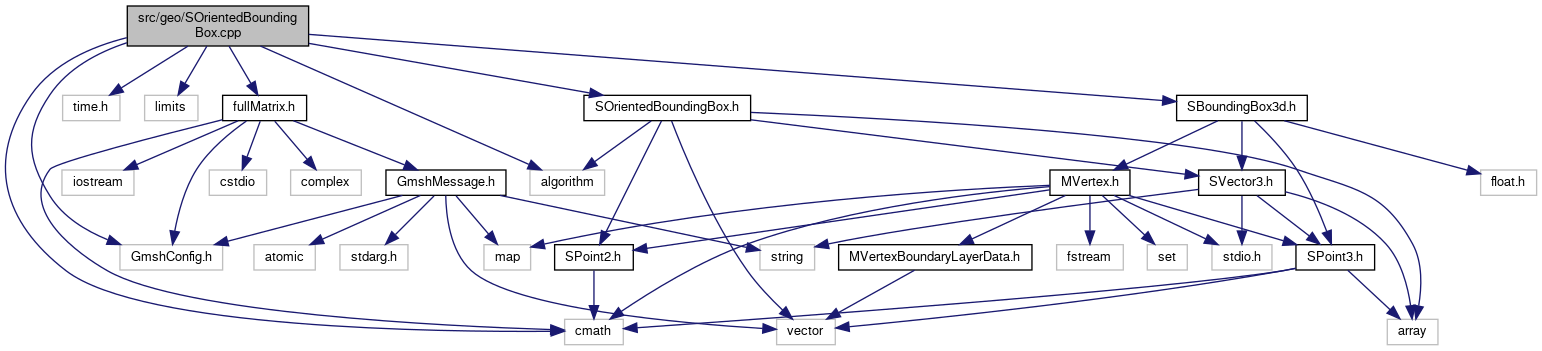 src/geo/SOrientedBounding
Box.cpp
time.h
limits
fullMatrix.h
SOrientedBoundingBox.h
SBoundingBox3d.h
iostream
cstdio
complex
GmshMessage.h
algorithm
MVertex.h
SVector3.h
float.h
GmshConfig.h
atomic
stdarg.h
map
SPoint2.h
string
MVertexBoundaryLayerData.h
fstream
set
stdio.h
SPoint3.h
cmath
vector
array